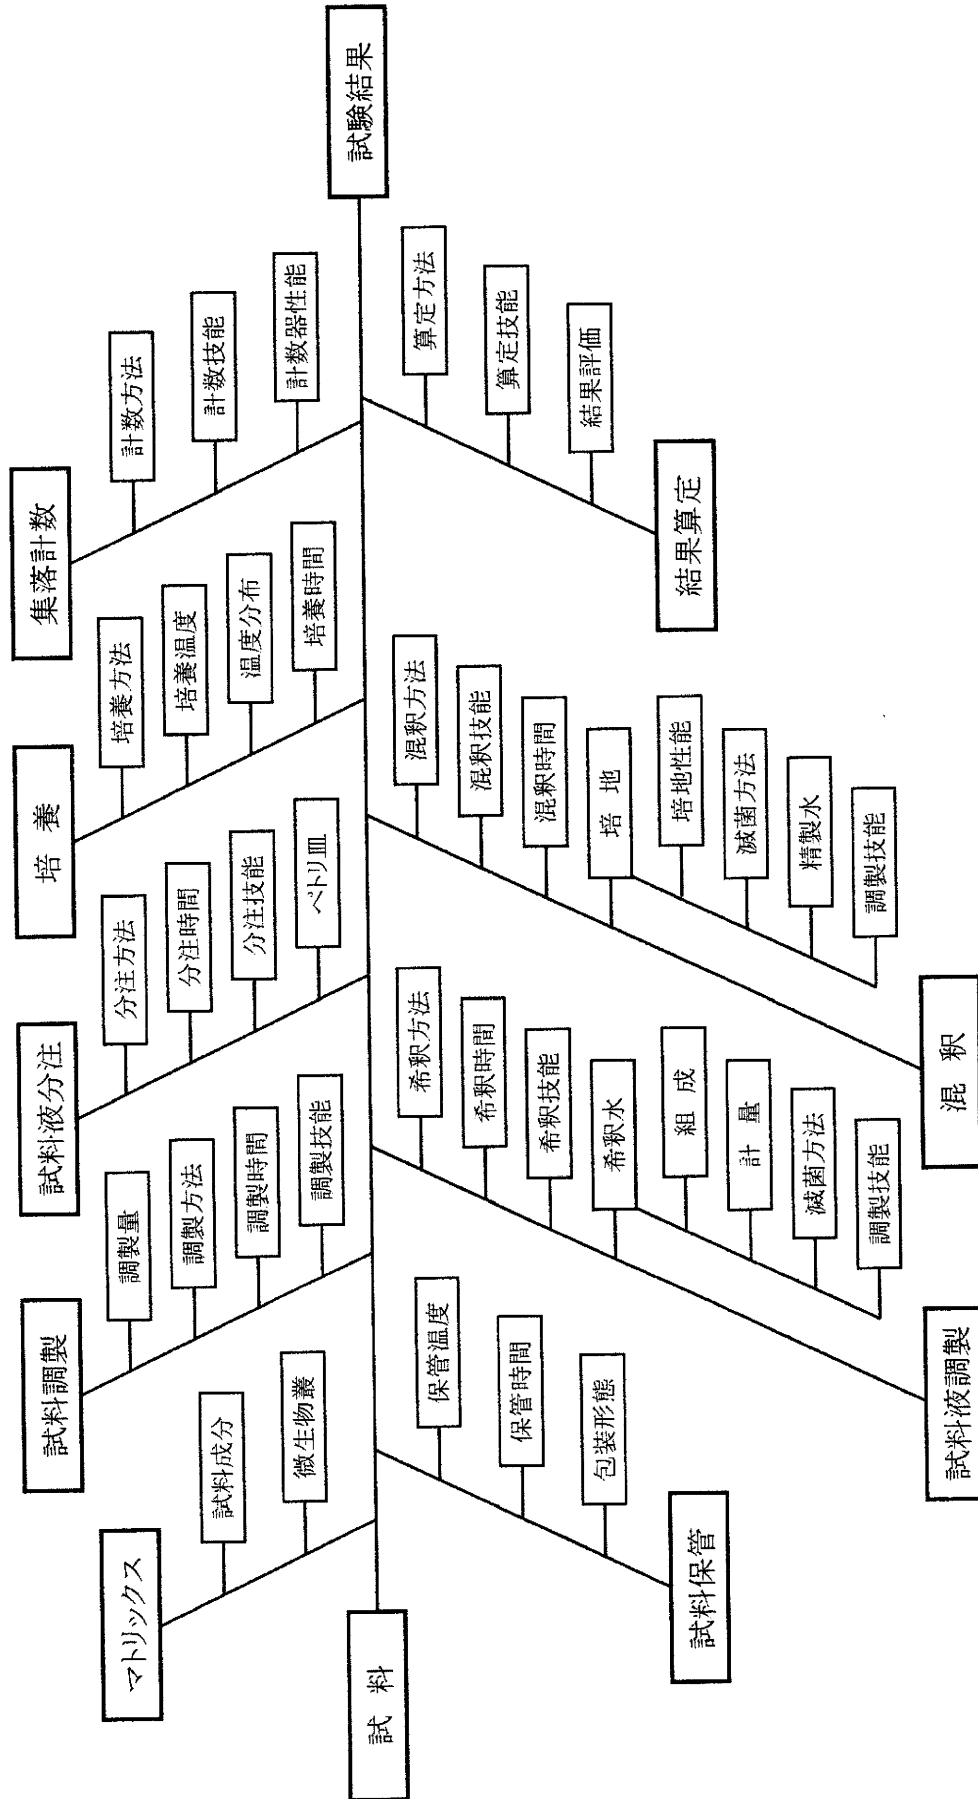 マトリックス
試料成分
微生物叢
試料調製
調製量
調製方法
調製時間
調製技能
試料液分注
分注方法
分注時間
分注技能
ペトリ皿
培 養
培養方法
培養温度
温度分布
培養時間
集落計数
計数方法
計数技能
計数器性能
試 料
試験結果
試料保管
保管温度
保管時間
包装形態
試料液調製
希釈方法
希釈時間
希釈技能
希釈水
組 成
計 量
滅菌方法
調製技能
混 釈
混釈方法
混釈技能
混釈時間
培 地
培地性能
滅菌方法
精製水
調製技能
結果算定
算定方法
算定技能
結果評価